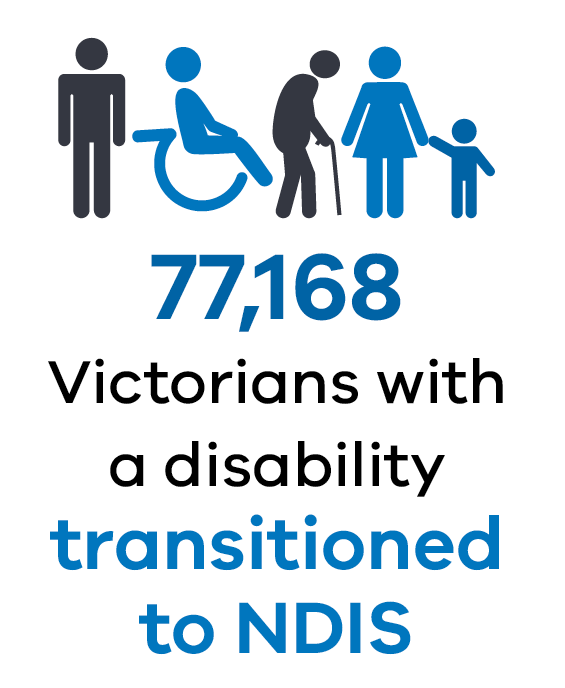 77,168
Victorians with
a disability
transitioned
to NDIS